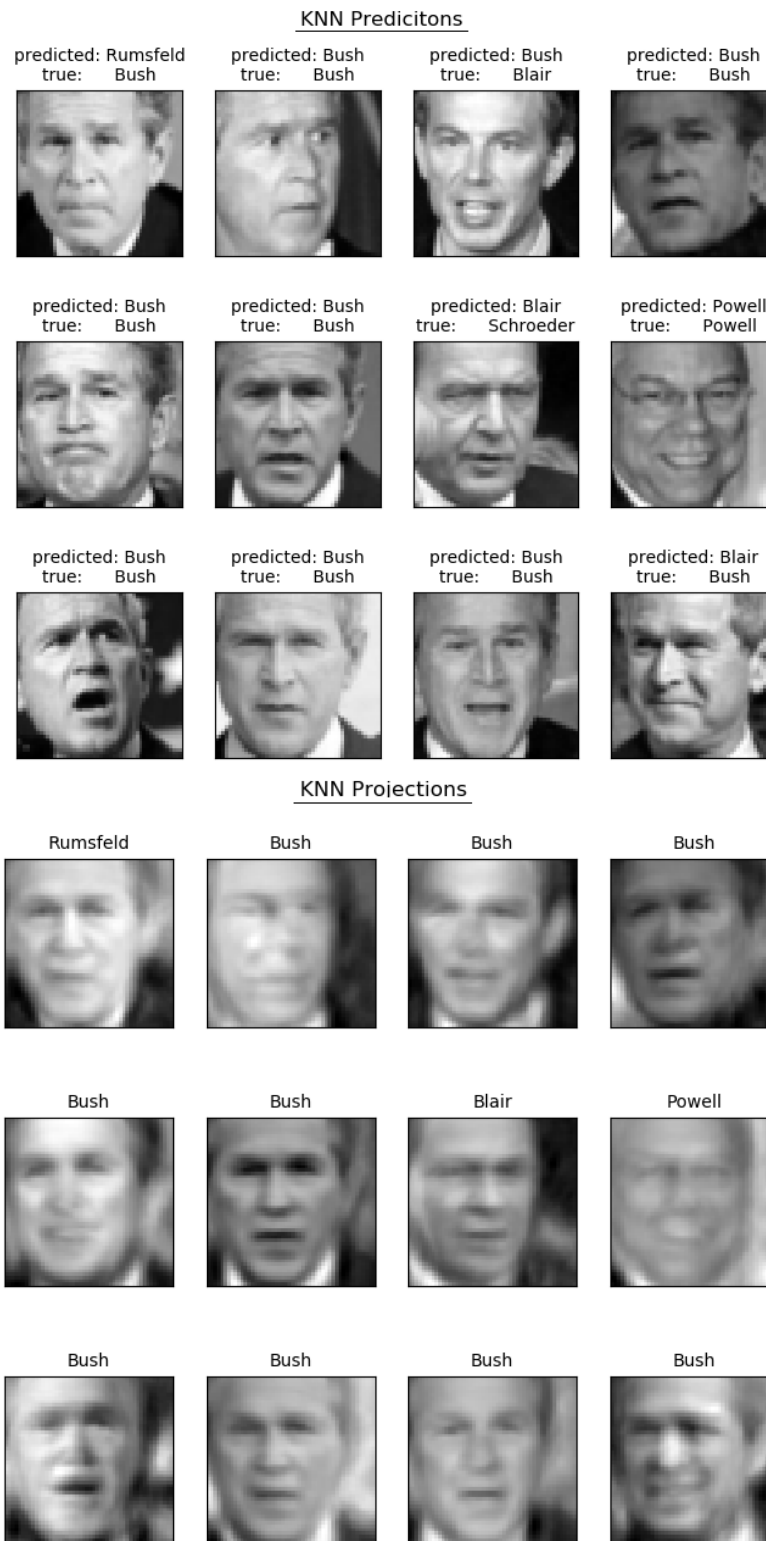 KNN Predicitons
predicted: Rumsfeld
true: Bush
predicted: Bush
true: Bush
predicted: Bush
true: Blair
predicted: Bush
true: Bush
predicted: Bush
true: Bush
predicted: Bush
true: Bush
predicted: Blair
true: Schroeder
predicted: Powell
true: Powell
predicted: Bush
true: Bush
predicted: Bush
true: Bush
predicted: Bush
true: Bush
predicted: Blair
true: Bush
KNN Projections
Rumsfeld
Bush
Bush
Bush
Bush
Bush
Blair
Powell
Bush
Bush
Bush
Bush